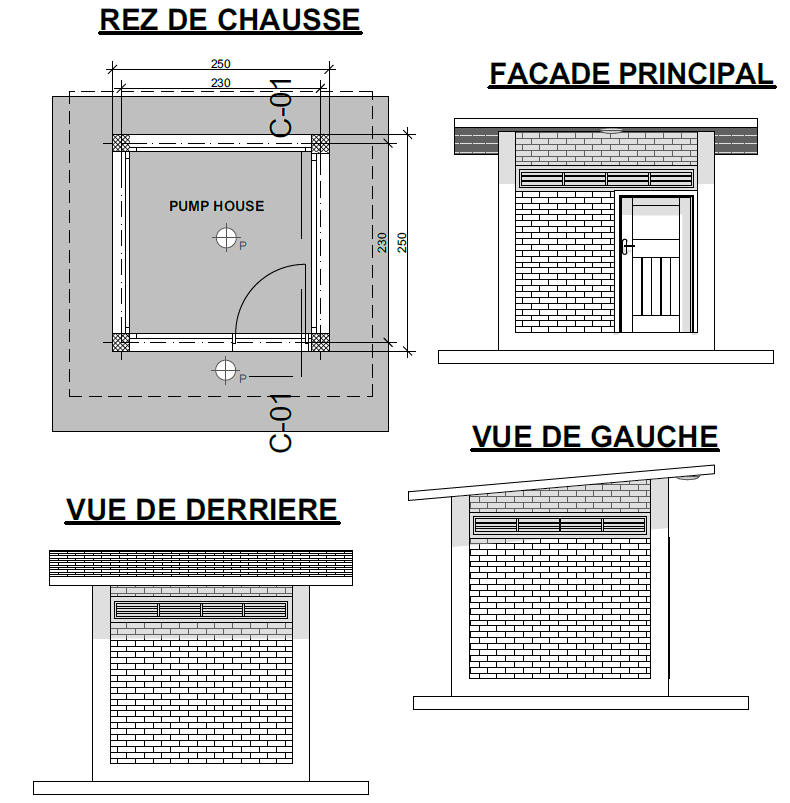 REZ DE CHAUSSE
250
230
C-01
FACADE PRINCIPAL
PUMP HOUSE
P
230
250
P
C-01
VUE DE GAUCHE
VUE DE DERRIERE